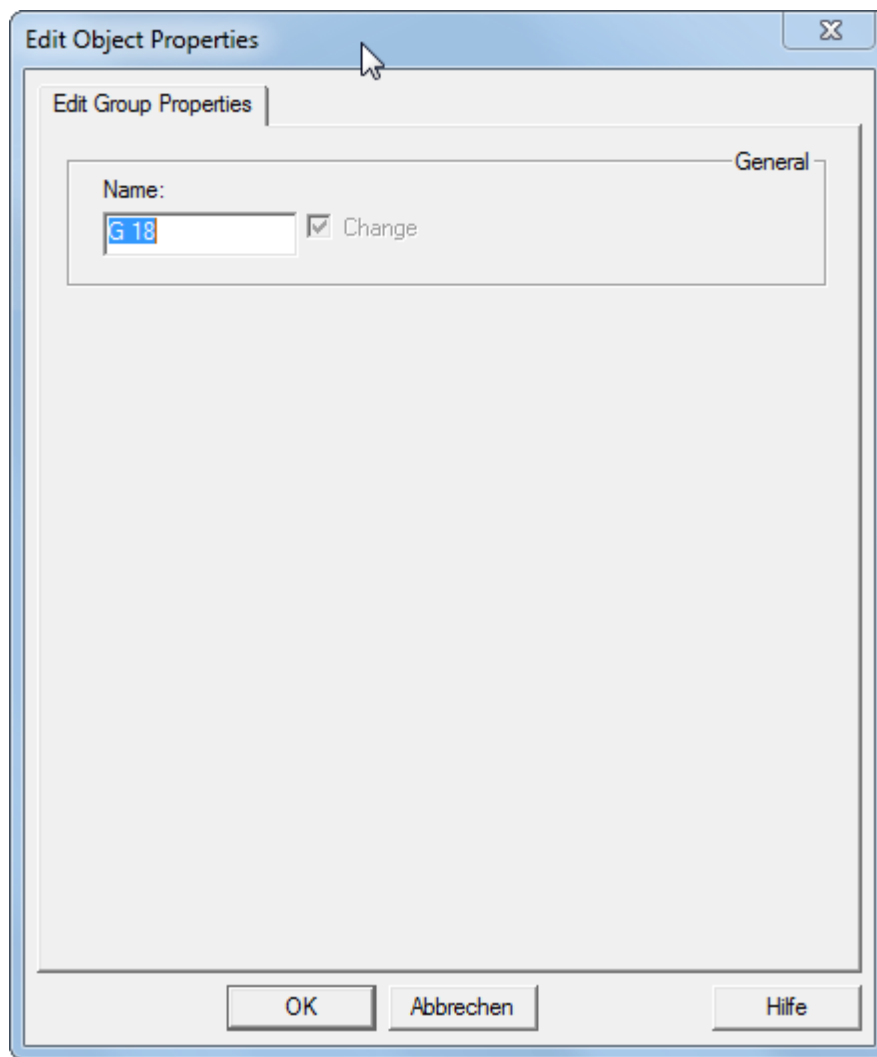 Edit Object Properties
Edit Group Properties
General
Name:
G 18
Change
OK
Abbrechen
Hilfe